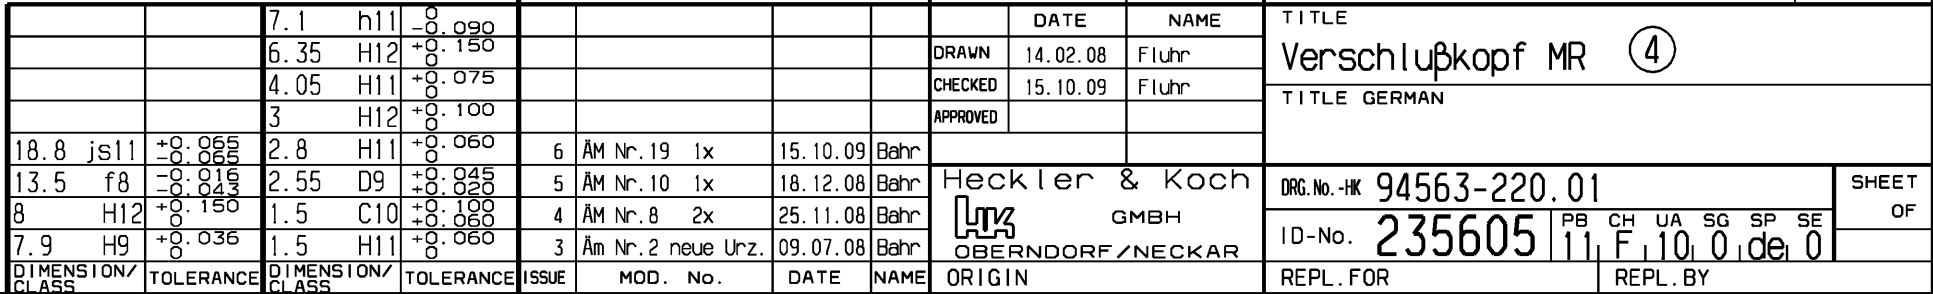 7.1 h11 0 -0.090
6.35 H12 +0.150 0
4.05 H11 +0.075 0
3 H12 +0.100 0
18.8 js11 +0.065 -0.065 2.8 H11 +0.060 0
13.5 f8 -0.016 -0.043 2.55 D9 +0.045 +0.020
8 H12 +0.150 0 1.5 C10 +0.100 +0.060
7.9 H9 +0.036 0 1.5 H11 +0.060 0
DIMENSION/CLASS TOLERANCE DIMENSION/CLASS TOLERANCE
6 ÄM Nr.19 1x 15.10.09 Bahr
5 ÄM Nr.10 1x 18.12.08 Bahr
4 ÄM Nr.8 2x 25.11.08 Bahr
3 Äm Nr.2 neue Urz. 09.07.08 Bahr
ISSUE MOD. No. DATE NAME
DATE NAME
DRAWN 14.02.08 Fluhr
CHECKED 15.10.09 Fluhr
APPROVED
Heckler & Koch
HK GMBH
OBERNDORF/NECKAR
ORIGIN
TITLE
Verschlußkopf MR 4
TITLE GERMAN
DRG.No.-HK 94563-220.01
SHEET
OF
ID-No. 235605
PB CH UA SG SP SE
11 F 10 0 de 0
REPL.FOR REPL.BY